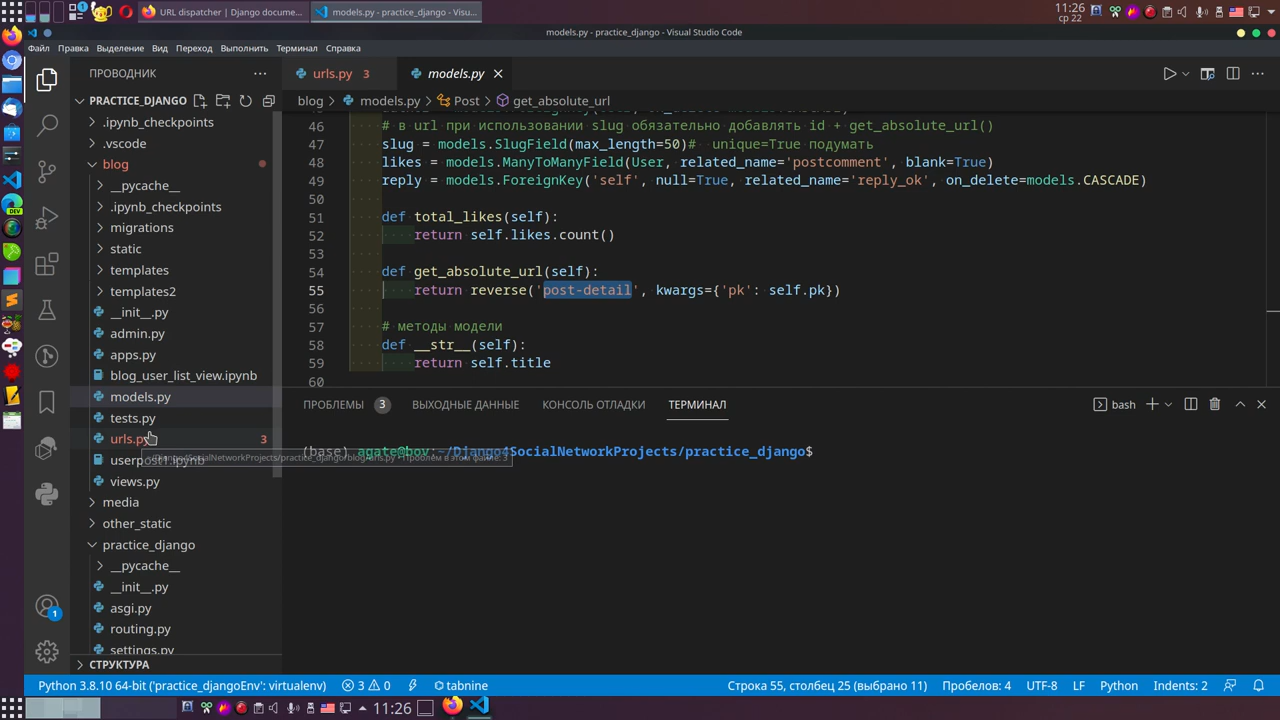 URL dispatcher | Django docume...
models.py - practice_django - Visu...
11:26
ср 22
models.py - practice_django - Visual Studio Code
Файл Правка Выделение Вид Переход Выполнить Терминал Справка
ПРОВОДНИК
urls.py 3
models.py
PRACTICE_DJANGO
blog > models.py > Post > get_absolute_url
.ipynb_checkpoints
.vscode
blog
__pycache__
.ipynb_checkpoints
migrations
static
templates
templates2
__init__.py
admin.py
apps.py
blog_user_list_view.ipynb
models.py
tests.py
urls.py 3
userpost1.ipynb
views.py
media
other_static
practice_django
__pycache__
__init__.py
asgi.py
routing.py
settings.py
СТРУКТУРА
46 # в url при использовании slug обязательно добавлять id + get_absolute_url()
47 slug = models.SlugField(max_length=50)# unique=True подумать
48 likes = models.ManyToManyField(User, related_name='postcomment', blank=True)
49 reply = models.ForeignKey('self', null=True, related_name='reply_ok', on_delete=models.CASCADE)
50
51 def total_likes(self):
52 return self.likes.count()
53
54 def get_absolute_url(self):
55 return reverse('post-detail', kwargs={'pk': self.pk})
56
57 # методы модели
58 def __str__(self):
59 return self.title
60
ПРОБЛЕМЫ 3 ВЫХОДНЫЕ ДАННЫЕ КОНСОЛЬ ОТЛАДКИ ТЕРМИНАЛ
bash
(base) agate@bov:~/Django4SocialNetworkProjects/practice_django$
DEV
1
Python 3.8.10 64-bit ('practice_djangoEnv': virtualenv) 3 0 tabnine
Строка 55, столбец 25 (выбрано 11) Пробелов: 4 UTF-8 LF Python Indents: 2
11:26